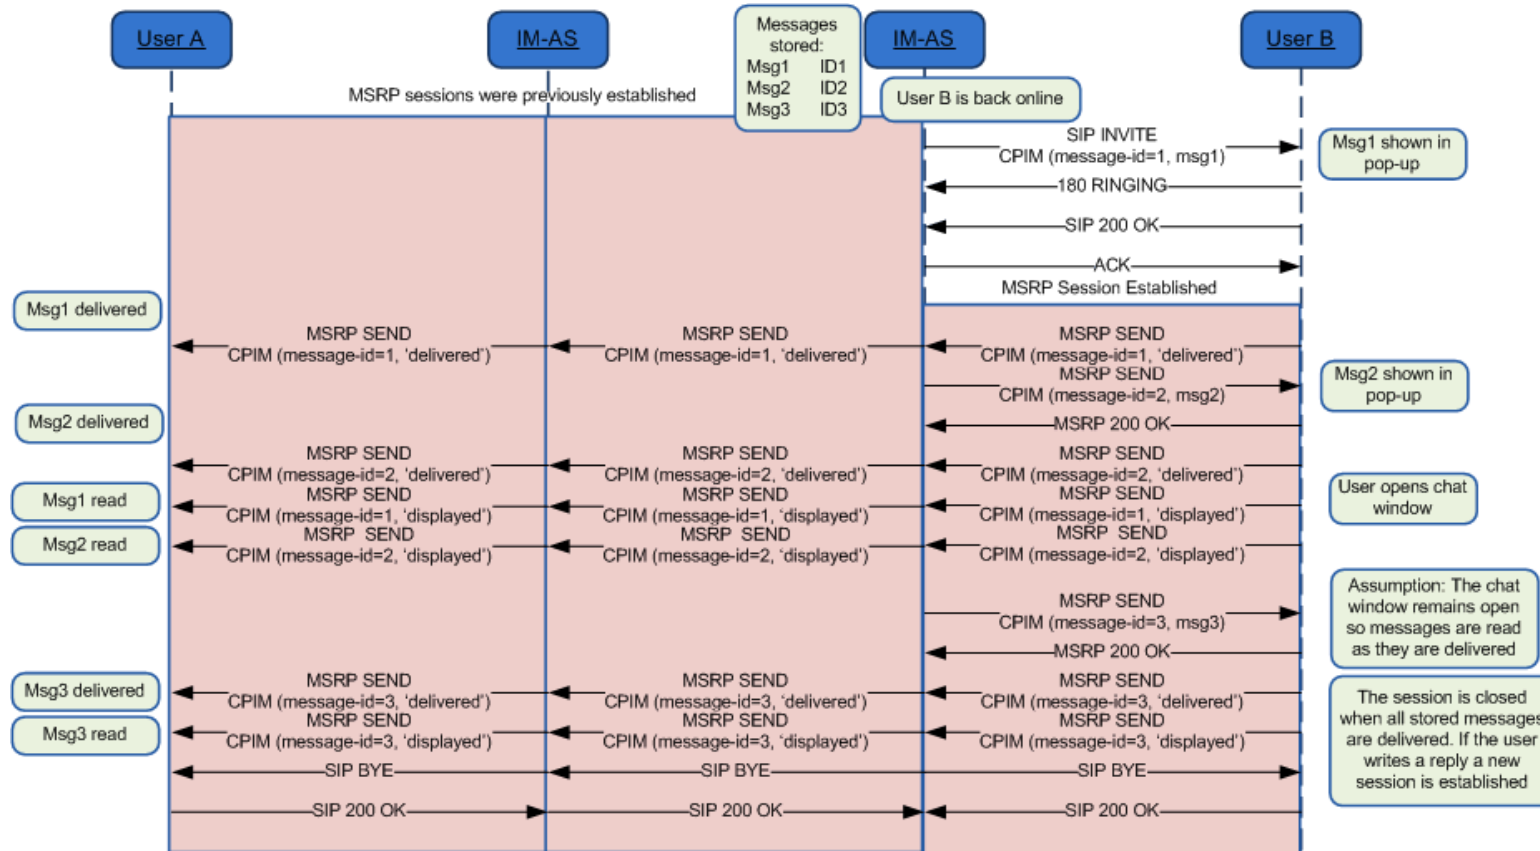 User A
IM-AS
Messages
stored:
Msg1 ID1
Msg2 ID2
Msg3 ID3
IM-AS
User B
MSRP sessions were previously established
User B is back online
SIP INVITE
CPIM (message-id=1, msg1)
Msg1 shown in
pop-up
180 RINGING
SIP 200 OK
ACK
MSRP Session Established
Msg1 delivered
MSRP SEND
CPIM (message-id=1, ‘delivered’)
MSRP SEND
CPIM (message-id=1, ‘delivered’)
MSRP SEND
CPIM (message-id=1, ‘delivered’)
MSRP SEND
CPIM (message-id=2, msg2)
Msg2 shown in
pop-up
Msg2 delivered
MSRP 200 OK
MSRP SEND
CPIM (message-id=2, ‘delivered’)
MSRP SEND
CPIM (message-id=2, ‘delivered’)
MSRP SEND
CPIM (message-id=2, ‘delivered’)
Msg1 read
MSRP SEND
CPIM (message-id=1, ‘displayed’)
MSRP SEND
CPIM (message-id=1, ‘displayed’)
MSRP SEND
CPIM (message-id=1, ‘displayed’)
User opens chat
window
Msg2 read
MSRP SEND
CPIM (message-id=2, ‘displayed’)
MSRP SEND
CPIM (message-id=2, ‘displayed’)
MSRP SEND
CPIM (message-id=2, ‘displayed’)
MSRP SEND
CPIM (message-id=3, msg3)
Assumption: The chat
window remains open
so messages are read
as they are delivered
MSRP 200 OK
Msg3 delivered
MSRP SEND
CPIM (message-id=3, ‘delivered’)
MSRP SEND
CPIM (message-id=3, ‘delivered’)
MSRP SEND
CPIM (message-id=3, ‘delivered’)
Msg3 read
MSRP SEND
CPIM (message-id=3, ‘displayed’)
MSRP SEND
CPIM (message-id=3, ‘displayed’)
MSRP SEND
CPIM (message-id=3, ‘displayed’)
The session is closed
when all stored messages
are delivered. If the user
writes a reply a new
session is established
SIP BYE
SIP BYE
SIP BYE
SIP 200 OK
SIP 200 OK
SIP 200 OK